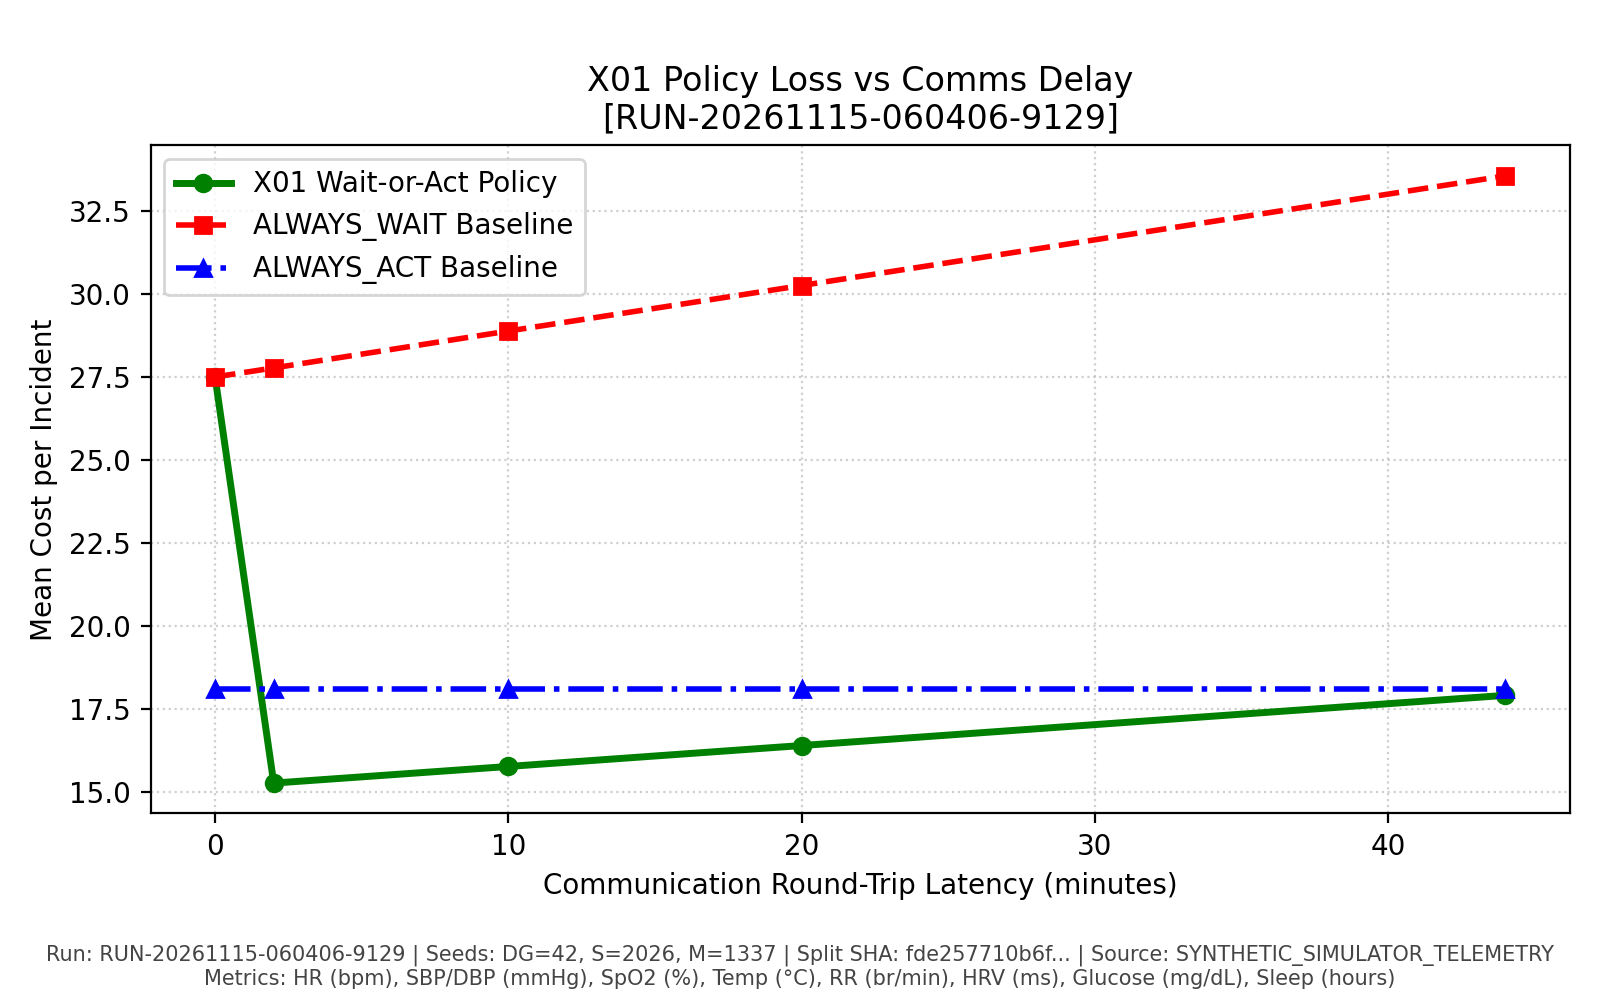 X01 Policy Loss vs Comms Delay
[RUN-20261115-060406-9129]
X01 Wait-or-Act Policy
ALWAYS_WAIT Baseline
ALWAYS_ACT Baseline
Mean Cost per Incident
32.5
30.0
27.5
25.0
22.5
20.0
17.5
15.0
0
10
20
30
40
Communication Round-Trip Latency (minutes)
Run: RUN-20261115-060406-9129 | Seeds: DG=42, S=2026, M=1337 | Split SHA: fde257710b6f... | Source: SYNTHETIC_SIMULATOR_TELEMETRY
Metrics: HR (bpm), SBP/DBP (mmHg), SpO2 (%), Temp (°C), RR (br/min), HRV (ms), Glucose (mg/dL), Sleep (hours)